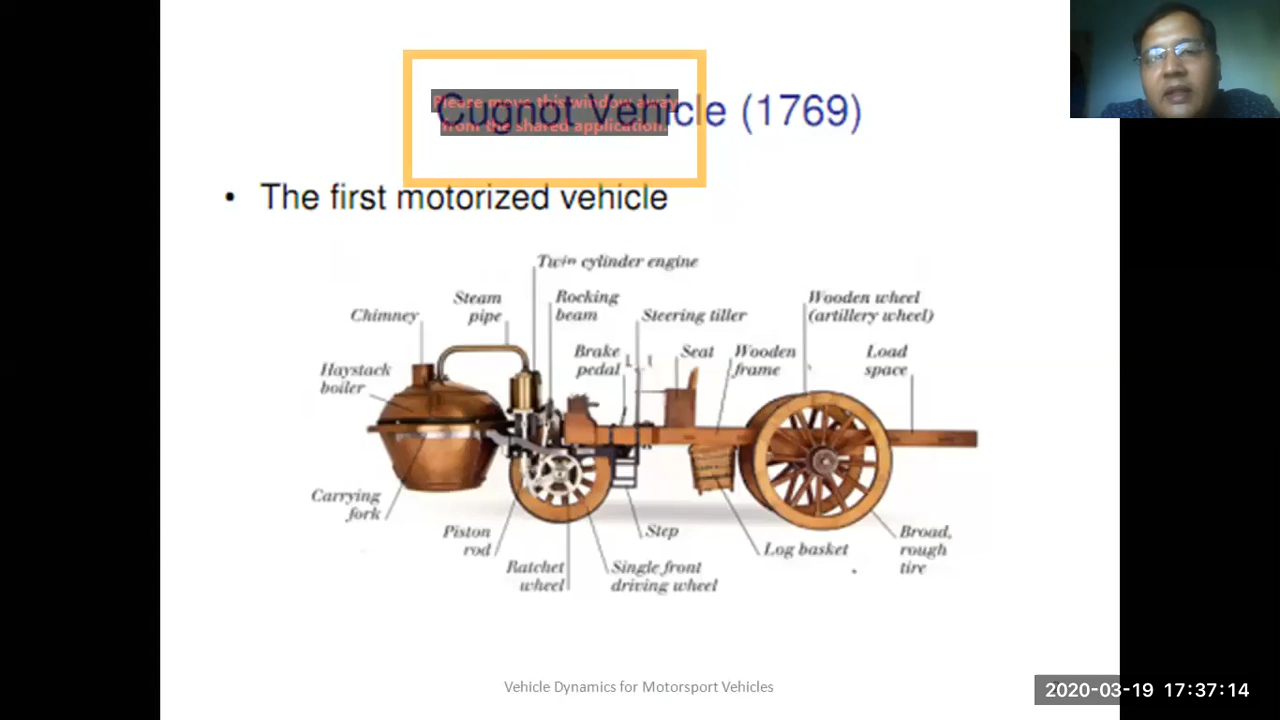 Please move this window away
from the shared application.
Cugnot Vehicle (1769)
• The first motorized vehicle
Twin cylinder engine
Steam
pipe
Rocking
beam
Wooden wheel
(artillery wheel)
Chimney
Steering tiller
Brake
pedal
Seat
Wooden
frame
Load
space
Haystack
boiler
Carrying
fork
Piston
rod
Step
Log basket
Broad,
rough
tire
Ratchet
wheel
Single front
driving wheel
Vehicle Dynamics for Motorsport Vehicles
2020-03-19 17:37:14